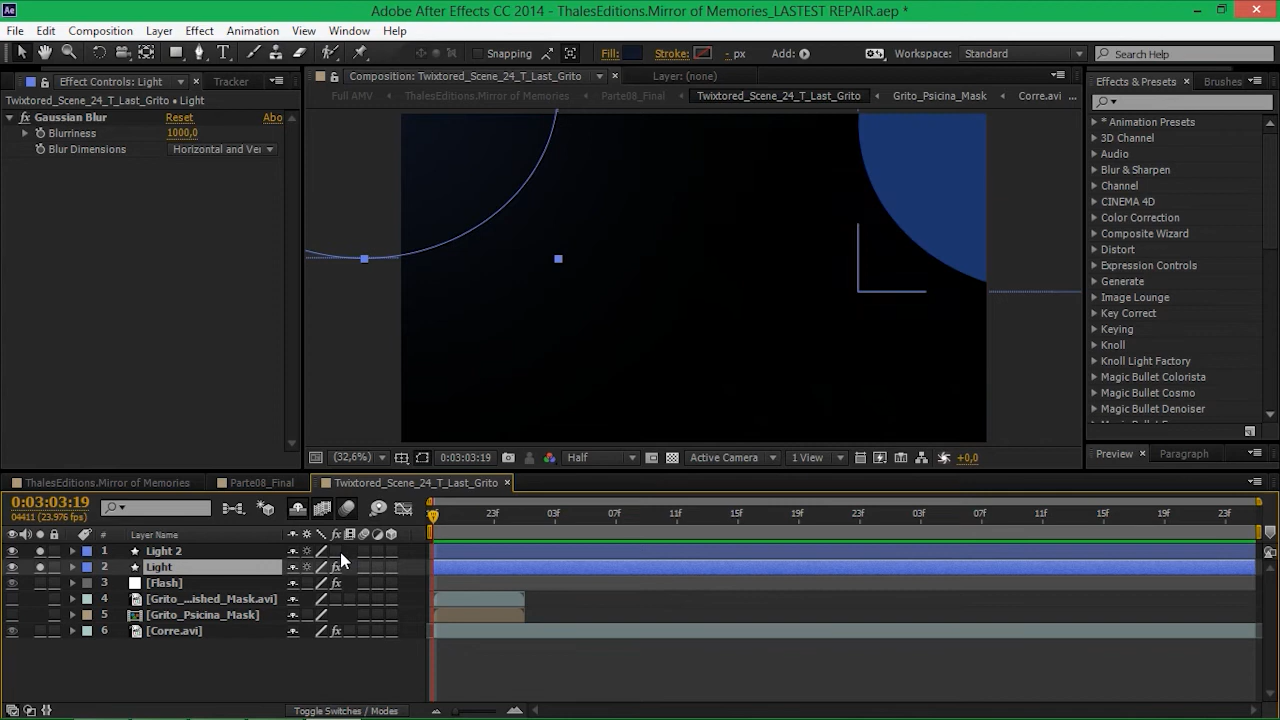 Ae Adobe After Effects CC 2014 - ThalesEditions.Mirror of Memories_LASTEST REPAIR.aep *
File Edit Composition Layer Effect Animation View Window Help
Snapping Fill: Stroke: - px Add: Workspace: Standard Search Help
Effect Controls: Light Tracker
Composition: Twixtored_Scene_24_T_Last_Grito Layer: (none)
Effects & Presets Brushes
Twixtored_Scene_24_T_Last_Grito • Light
Full AMV ThalesEditions.Mirror of Memories Parte08_Final Twixtored_Scene_24_T_Last_Grito Grito_Psicina_Mask Corre.avi ...
fx Gaussian Blur Reset Abo
Blurriness 1000,0
Blur Dimensions Horizontal and Ver
* Animation Presets
3D Channel
Audio
Blur & Sharpen
Channel
CINEMA 4D
Color Correction
Composite Wizard
Distort
Expression Controls
Generate
Image Lounge
Key Correct
Keying
Knoll
Knoll Light Factory
Magic Bullet Colorista
Magic Bullet Cosmo
Magic Bullet Denoiser
(32,6%) 0:03:03:19 Half Active Camera 1 View +0,0
Preview Paragraph
ThalesEditions.Mirror of Memories Parte08_Final Twixtored_Scene_24_T_Last_Grito
0:03:03:19
04411 (23.976 fps)
23f 03f 07f 11f 15f 19f 23f 03f 07f 11f 15f 19f 23f
# Layer Name fx
1 Light 2
2 Light fx
3 [Flash] fx
4 [Grito_...ished_Mask.avi]
5 [Grito_Psicina_Mask]
6 [Corre.avi] fx
Toggle Switches / Modes